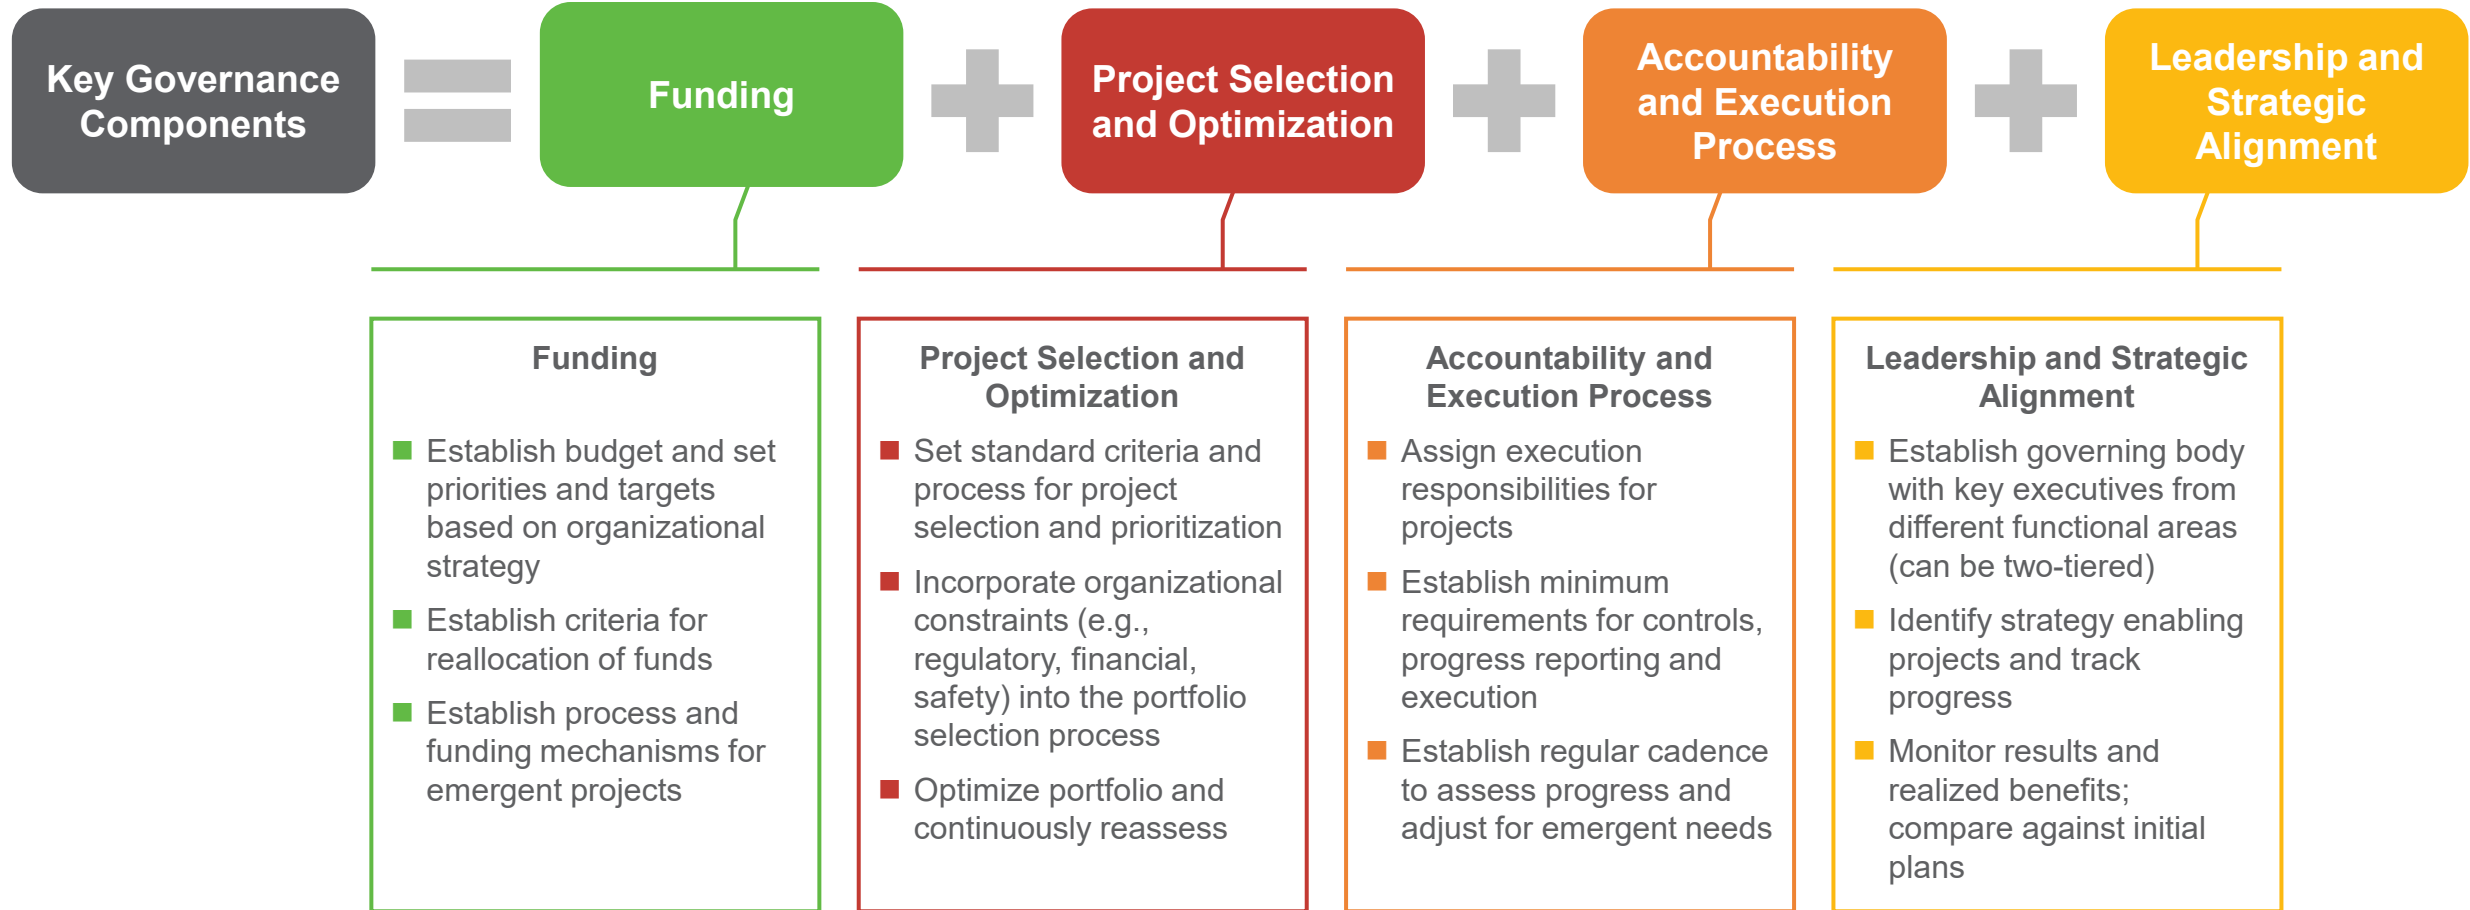 Key Governance
Components
Funding
Project Selection
and Optimization
Accountability
and Execution
Process
Leadership and
Strategic
Alignment
Funding
Establish budget and set
priorities and targets
based on organizational
strategy
Establish criteria for
reallocation of funds
Establish process and
funding mechanisms for
emergent projects
Project Selection and
Optimization
Set standard criteria and
process for project
selection and prioritization
Incorporate organizational
constraints (e.g.,
regulatory, financial,
safety) into the portfolio
selection process
Optimize portfolio and
continuously reassess
Accountability and
Execution Process
Assign execution
responsibilities for
projects
Establish minimum
requirements for controls,
progress reporting and
execution
Establish regular cadence
to assess progress and
adjust for emergent needs
Leadership and Strategic
Alignment
Establish governing body
with key executives from
different functional areas
(can be two-tiered)
Identify strategy enabling
projects and track
progress
Monitor results and
realized benefits;
compare against initial
plans